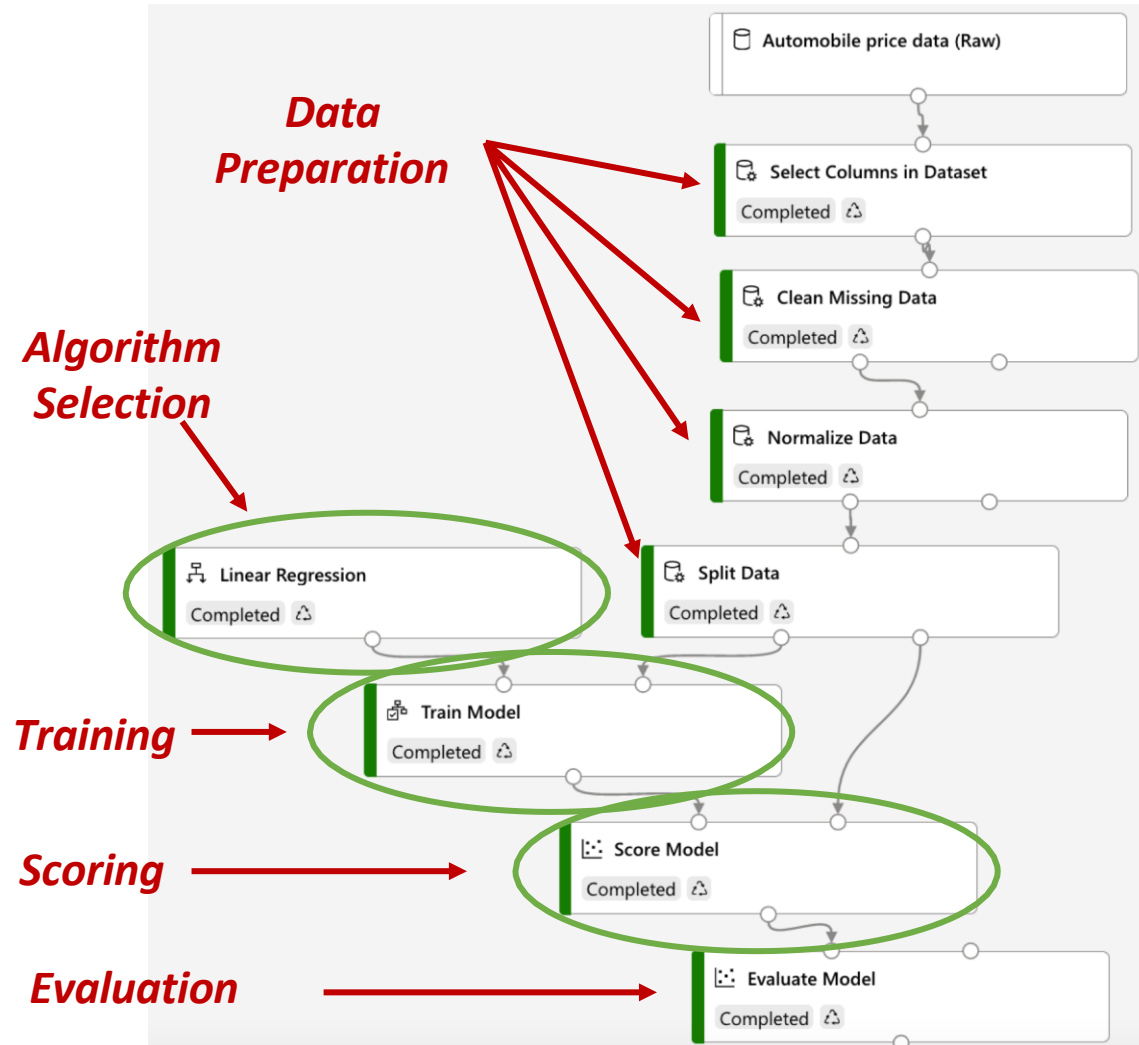 Automobile price data (Raw)
Data
Preparation
Select Columns in Dataset
Completed
Clean Missing Data
Completed
Algorithm
Selection
Normalize Data
Completed
Linear Regression
Completed
Split Data
Completed
Training
Train Model
Completed
Scoring
Score Model
Completed
Evaluation
Evaluate Model
Completed